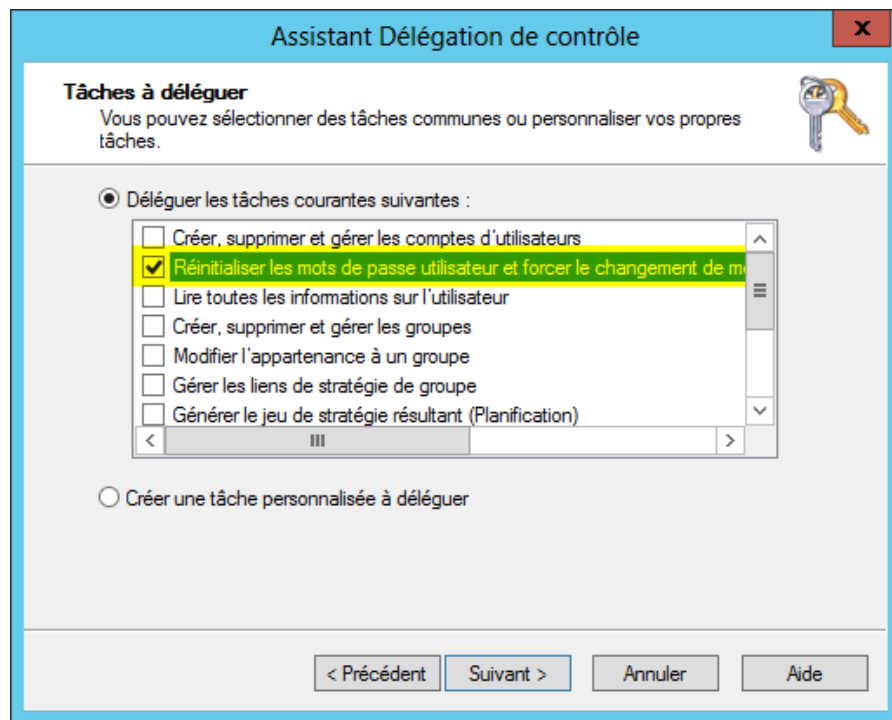 Assistant Délégation de contrôle
x
Tâches à déléguer
Vous pouvez sélectionner des tâches communes ou personnaliser vos propres
tâches.
Déléguer les tâches courantes suivantes :
Créer, supprimer et gérer les comptes d'utilisateurs
Réinitialiser les mots de passe utilisateur et forcer le changement de
Lire toutes les informations sur l'utilisateur
Créer, supprimer et gérer les groupes
Modifier l'appartenance à un groupe
Gérer les liens de stratégie de groupe
Générer le jeu de stratégie résultant (Planification)
Créer une tâche personnalisée à déléguer
< Précédent Suivant > Annuler Aide